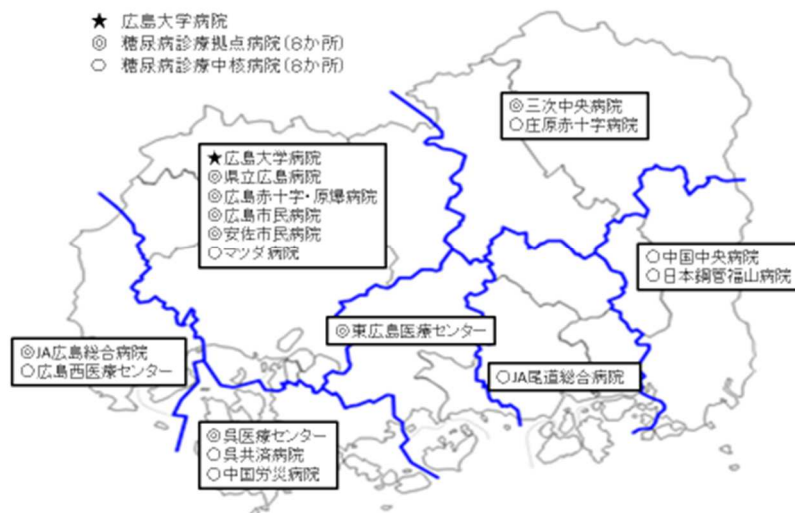 ★ 広島大学病院
◎ 糖尿病診療拠点病院(8か所)
○ 糖尿病診療中核病院(8か所)
◎三次中央病院
○庄原赤十字病院
★広島大学病院
◎県立広島病院
◎広島赤十字・原爆病院
◎広島市民病院
◎安佐市民病院
○マツダ病院
○中国中央病院
○日本鋼管福山病院
◎東広島医療センター
◎JA広島総合病院
○広島西医療センター
○JA尾道総合病院
◎呉医療センター
○呉共済病院
○中国労災病院